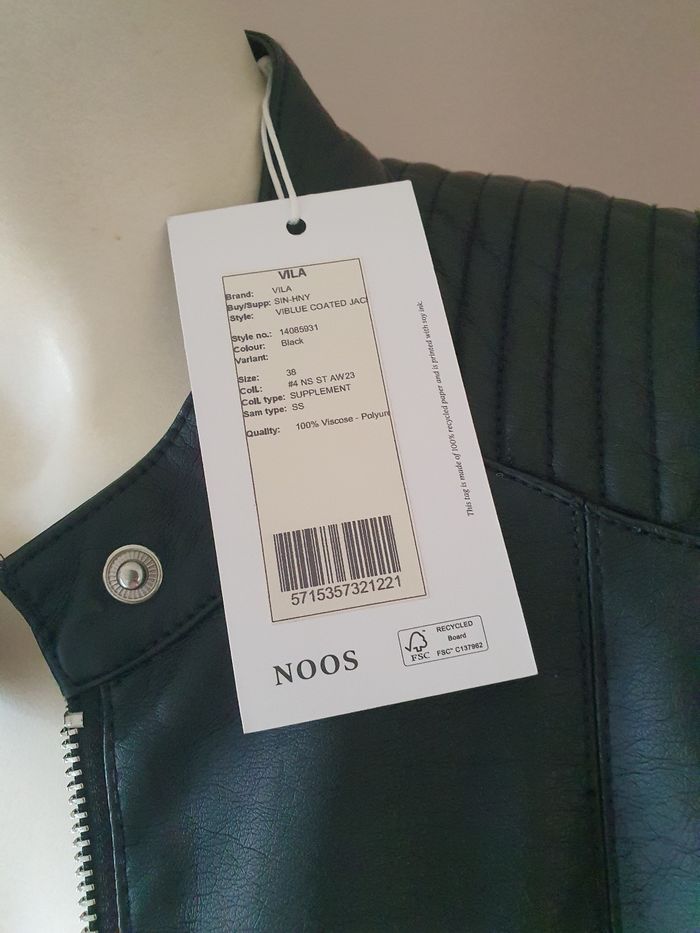 VILA
Brand: VILA
Buy/Supp: SIN-HNY
Style: VIBLUE COATED JAC
Style no.: 14085931
Colour: Black
Variant:
Size: 38
Coll.: #4 NS ST AW23
Coll. type: SUPPLEMENT
Sam type: SS
Quality: 100% Viscose - Polyure
5715357321221
NOOS
FSC
RECYCLED
Board
FSC™ C137962
This tag is made of 100% recycled paper and is printed with soy ink.